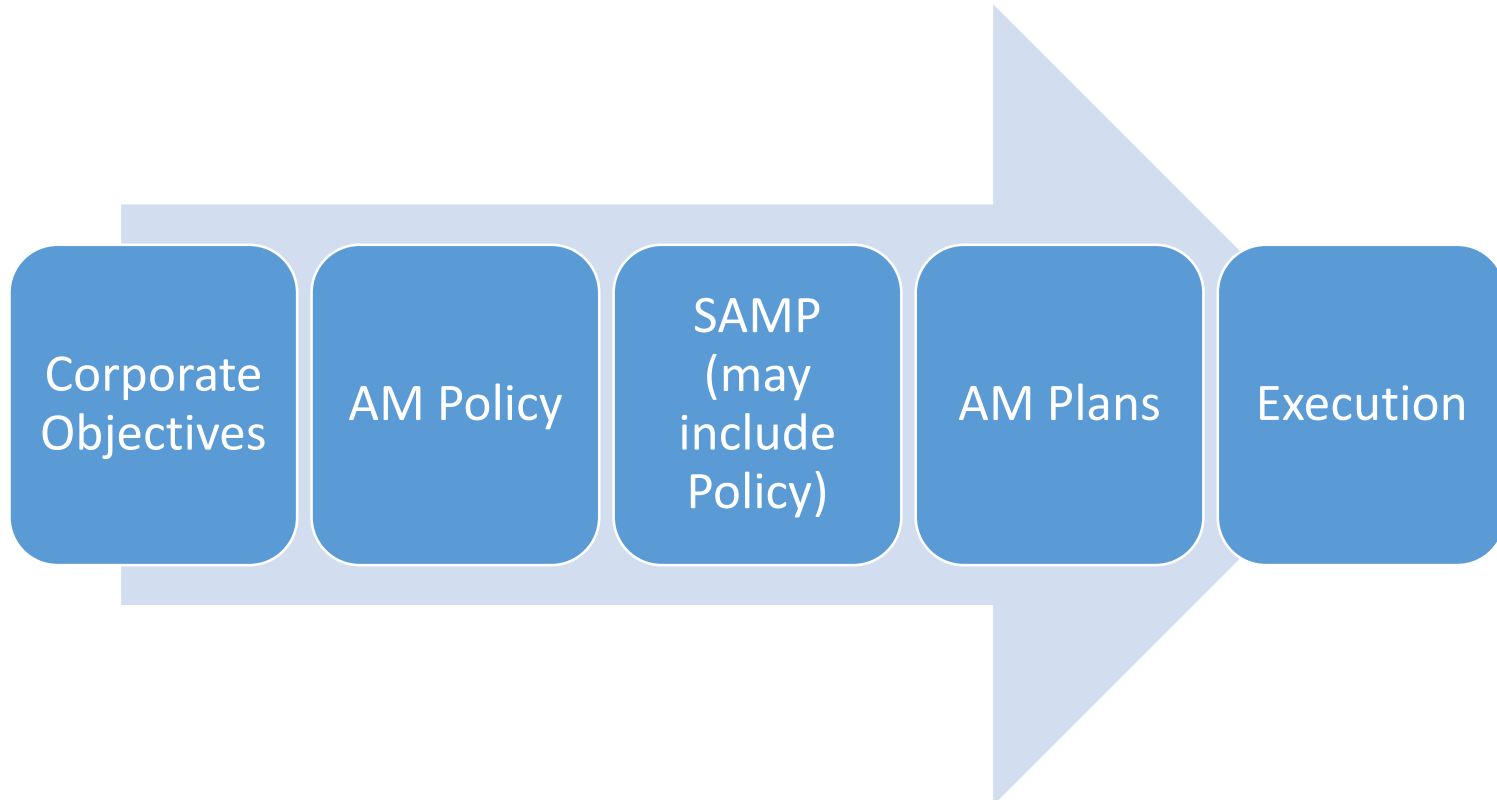 Corporate
Objectives
AM Policy
SAMP
(may
include
Policy)
AM Plans
Execution